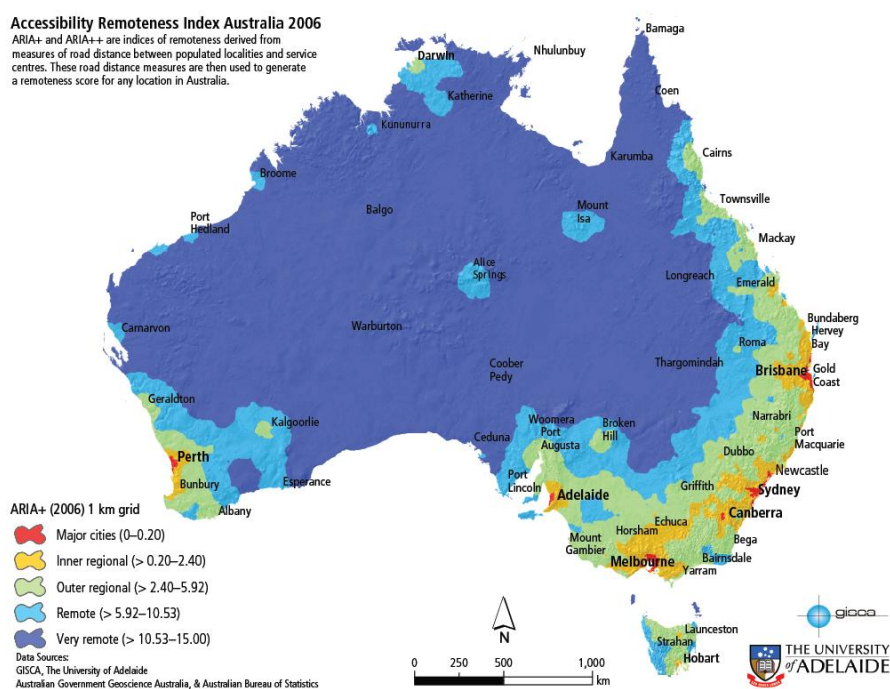 Accessibility Remoteness Index Australia 2006
ARIA+ and ARIA++ are indices of remoteness derived from
measures of road distance between populated localities and service
centres. These road distance measures are then used to generate
a remoteness score for any location in Australia.
Bamaga
Nhulunbuy
Darwin
Katherine
Coen
Kununurra
Karumba
Cairns
Broome
Balgo
Mount
Isa
Townsville
Port
Hedland
Mackay
Alice
Springs
Longreach
Emerald
Carnarvon
Warburton
Bundaberg
Hervey
Bay
Roma
Coober
Pedy
Thargomindah
Brisbane
Gold
Coast
Geraldton
Kalgoorlie
Woomera
Port
Augusta
Broken
Hill
Narrabri
Ceduna
Port
Macquarie
Perth
Dubbo
Bunbury
Esperance
Port
Lincoln
Newcastle
Albany
Adelaide
Griffith
Sydney
Canberra
Echuca
Horsham
Mount
Gambier
Bega
Bairnsdale
Melbourne
Yarram
Launceston
Strahan
Hobart
ARIA+ (2006) 1 km grid
Major cities (0–0.20)
Inner regional (> 0.20–2.40)
Outer regional (> 2.40–5.92)
Remote (> 5.92–10.53)
Very remote (> 10.53–15.00)
Data Sources:
GISCA, The University of Adelaide
Australian Government Geoscience Australia, & Australian Bureau of Statistics
N
0 250 500 1,000
km
gisca
THE UNIVERSITY
of ADELAIDE